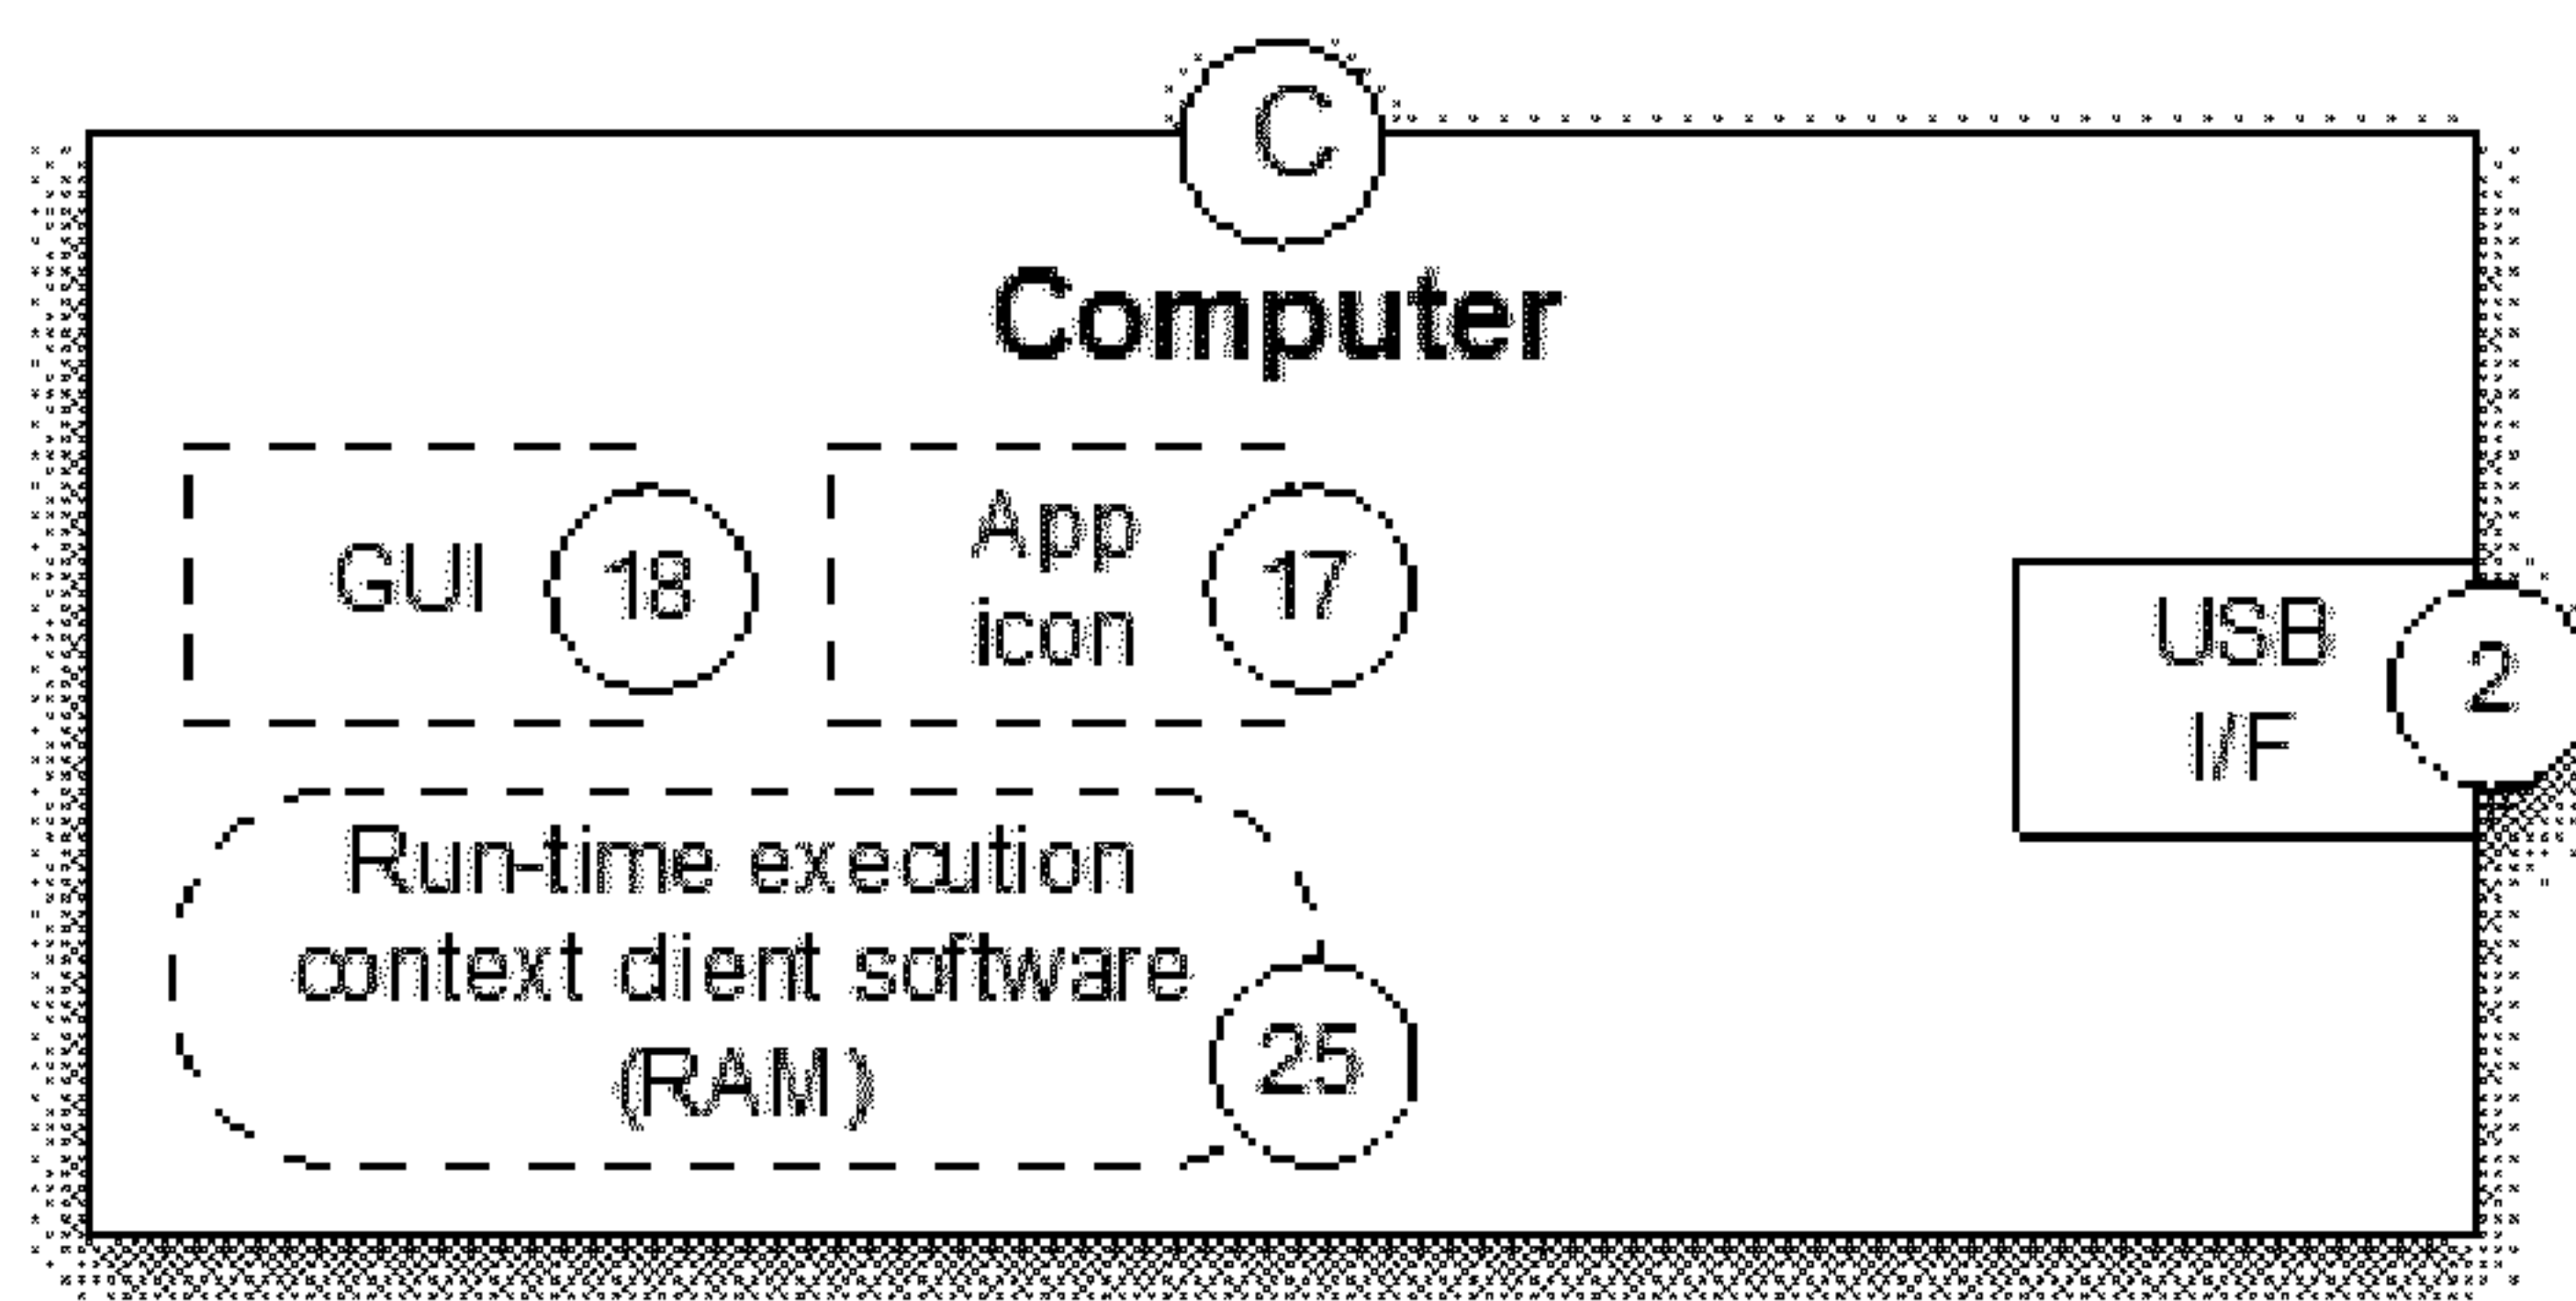 C
Computer
GUI
18
App
icon
17
USB
I/F
2
Run-time execution
context client software
(RAM)
25